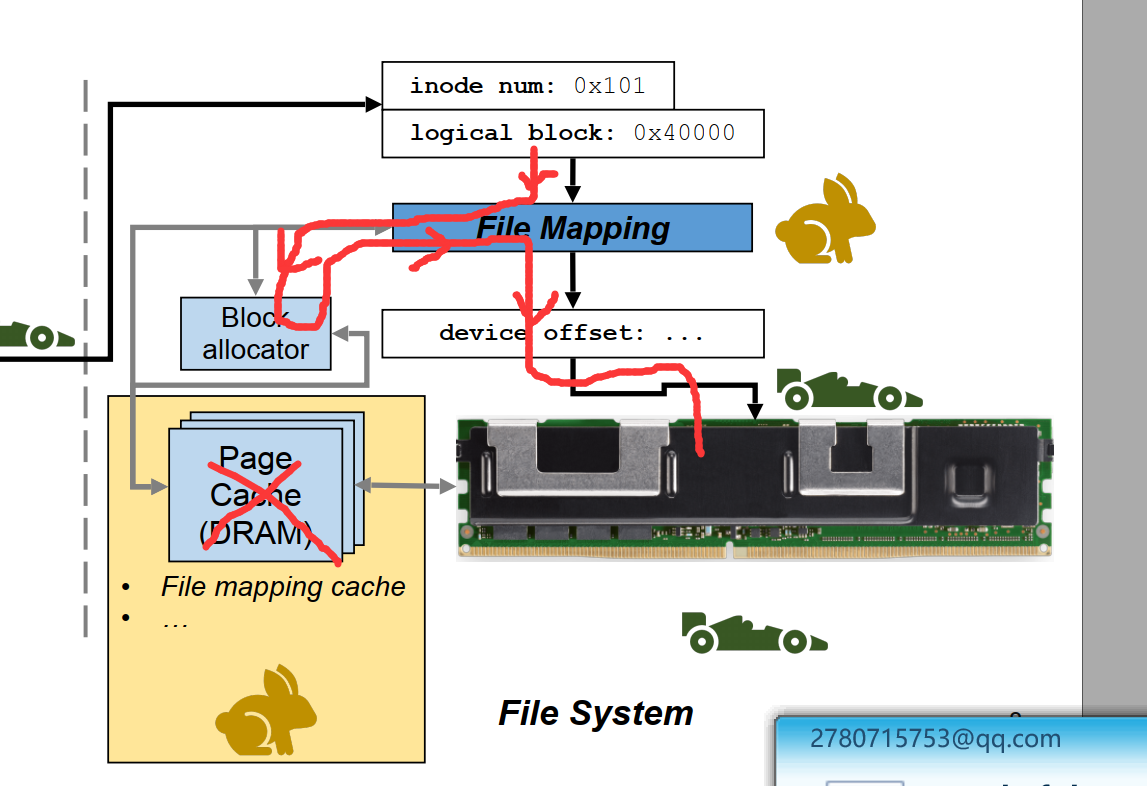 inode num: 0x101
logical block: 0x40000
File Mapping
Block
allocator
device offset: ...
Page
Cache
(DRAM)
• File mapping cache
• …
File System
2780715753@qq.com